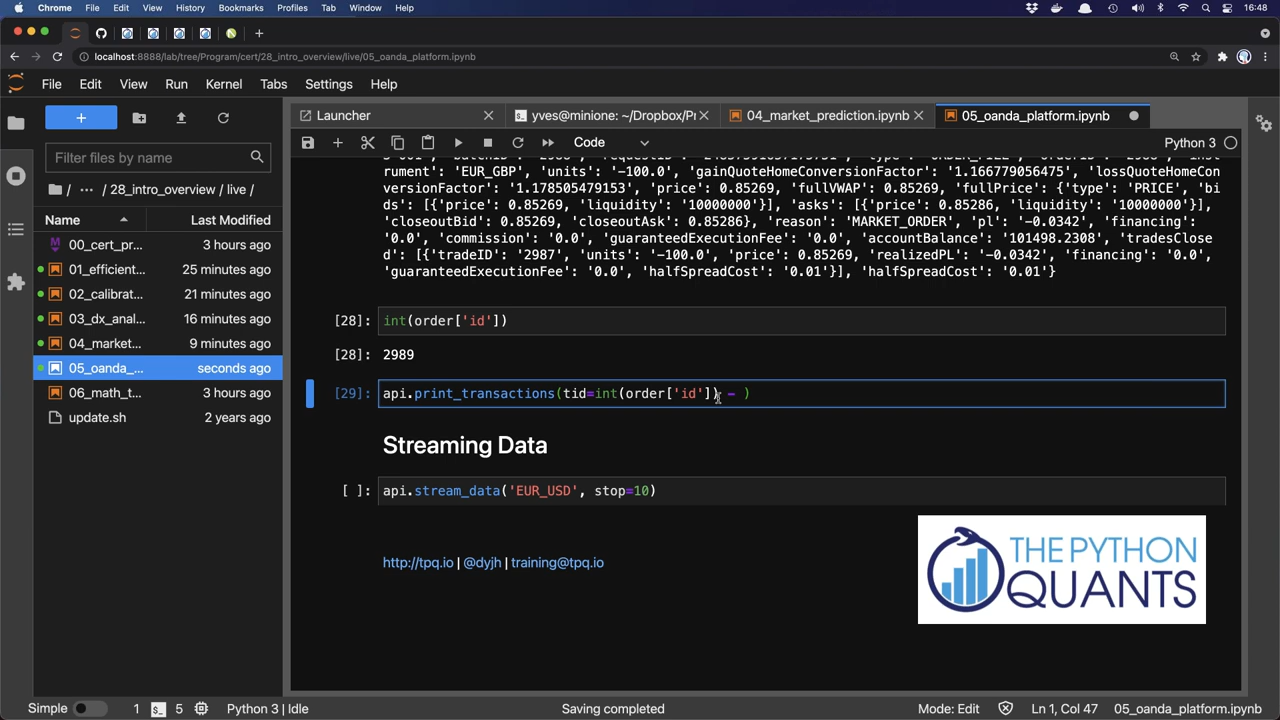 Chrome File Edit View History Bookmarks Profiles Tab Window Help 16:48
localhost:8888/lab/tree/Program/cert/28_intro_overview/live/05_oanda_platform.ipynb
File Edit View Run Kernel Tabs Settings Help
Launcher yves@minione: ~/Dropbox/Pr 04_market_prediction.ipynb 05_oanda_platform.ipynb
Code Python 3
Filter files by name
/ ··· / 28_intro_overview / live /
Name Last Modified
00_cert_pr... 3 hours ago
01_efficient... 25 minutes ago
02_calibrat... 21 minutes ago
03_dx_anal... 16 minutes ago
04_market... 9 minutes ago
05_oanda_... seconds ago
06_math_t... 3 hours ago
update.sh 2 years ago
rument': 'EUR_GBP', 'units': '-100.0', 'gainQuoteHomeConversionFactor': '1.166779056475', 'lossQuoteHomeCon
versionFactor': '1.178505479153', 'price': 0.85269, 'fullVWAP': 0.85269, 'fullPrice': {'type': 'PRICE', 'bi
ds': [{'price': 0.85269, 'liquidity': '10000000'}], 'asks': [{'price': 0.85286, 'liquidity': '10000000'}],
'closeoutBid': 0.85269, 'closeoutAsk': 0.85286}, 'reason': 'MARKET_ORDER', 'pl': '-0.0342', 'financing':
'0.0', 'commission': '0.0', 'guaranteedExecutionFee': '0.0', 'accountBalance': '101498.2308', 'tradesClose
d': [{'tradeID': '2987', 'units': '-100.0', 'price': 0.85269, 'realizedPL': '-0.0342', 'financing': '0.0',
'guaranteedExecutionFee': '0.0', 'halfSpreadCost': '0.01'}], 'halfSpreadCost': '0.01'}
[28]: int(order['id'])
[28]: 2989
[29]: api.print_transactions(tid=int(order['id']) - )
Streaming Data
[ ]: api.stream_data('EUR_USD', stop=10)
http://tpq.io | @dyjh | training@tpq.io
THE PYTHON
QUANTS
Simple 1 5 Python 3 | Idle Saving completed Mode: Edit Ln 1, Col 47 05_oanda_platform.ipynb